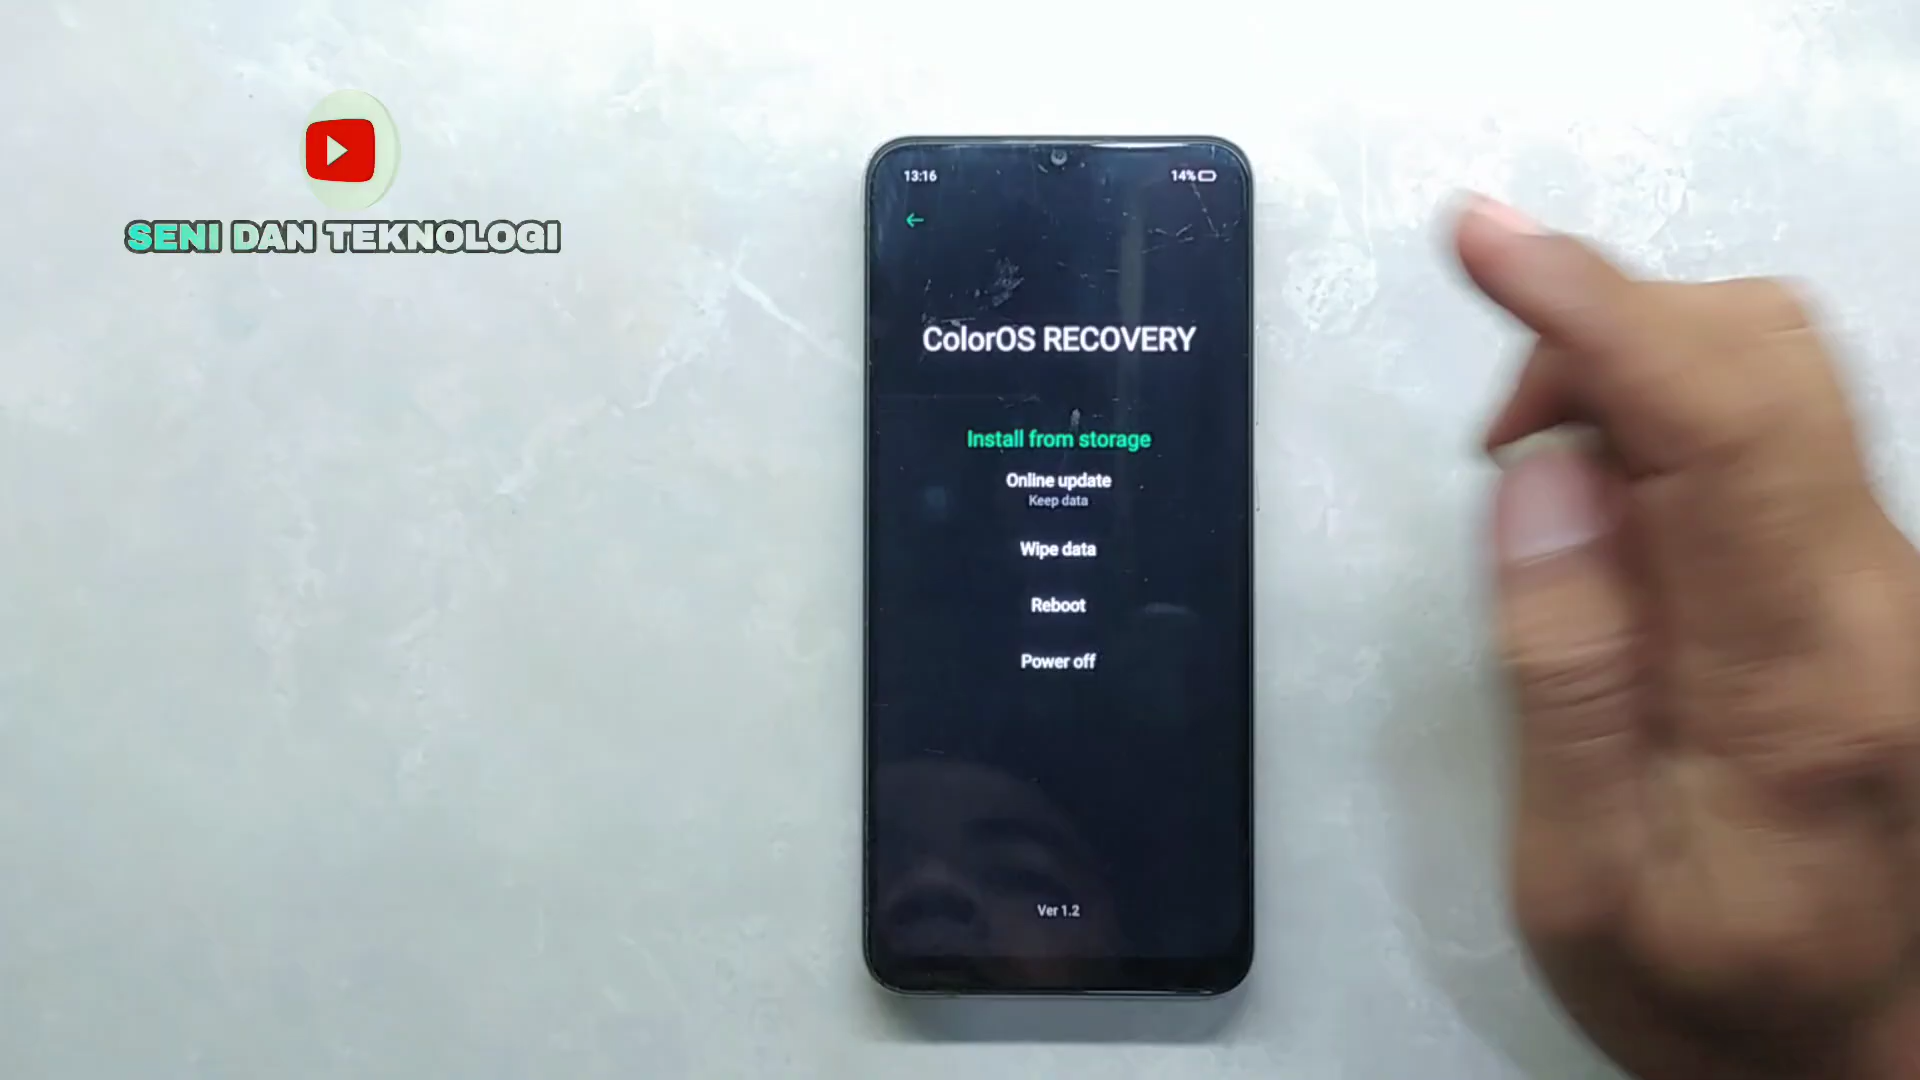 SENI DAN TEKNOLOGI
13:16
14%
ColorOS RECOVERY
Install from storage
Online update
Keep data
Wipe data
Reboot
Power off
Ver 1.2